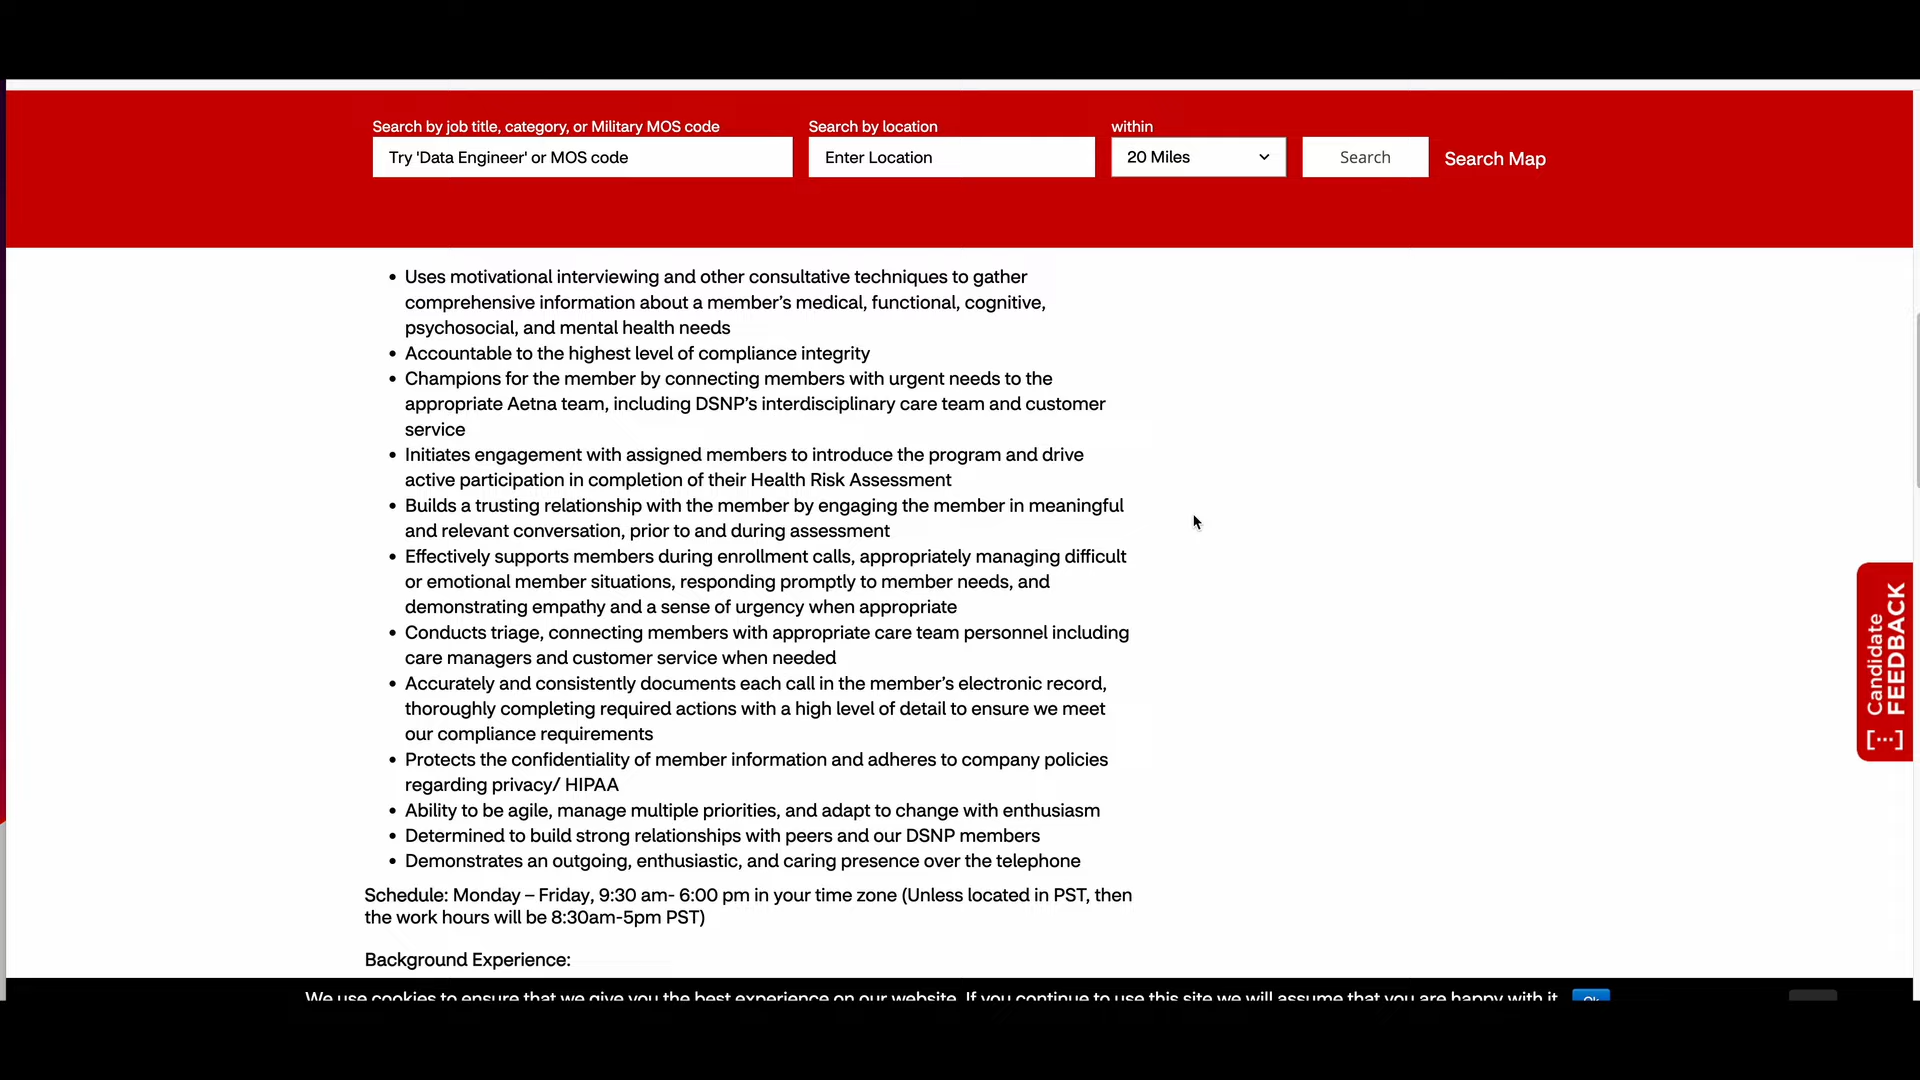 Search by job title, category, or Military MOS code
Search by location
within
Try 'Data Engineer' or MOS code
Enter Location
20 Miles
Search
Search Map
• Uses motivational interviewing and other consultative techniques to gather
comprehensive information about a member’s medical, functional, cognitive,
psychosocial, and mental health needs
• Accountable to the highest level of compliance integrity
• Champions for the member by connecting members with urgent needs to the
appropriate Aetna team, including DSNP’s interdisciplinary care team and customer
service
• Initiates engagement with assigned members to introduce the program and drive
active participation in completion of their Health Risk Assessment
• Builds a trusting relationship with the member by engaging the member in meaningful
and relevant conversation, prior to and during assessment
• Effectively supports members during enrollment calls, appropriately managing difficult
or emotional member situations, responding promptly to member needs, and
demonstrating empathy and a sense of urgency when appropriate
• Conducts triage, connecting members with appropriate care team personnel including
care managers and customer service when needed
• Accurately and consistently documents each call in the member’s electronic record,
thoroughly completing required actions with a high level of detail to ensure we meet
our compliance requirements
• Protects the confidentiality of member information and adheres to company policies
regarding privacy/ HIPAA
• Ability to be agile, manage multiple priorities, and adapt to change with enthusiasm
• Determined to build strong relationships with peers and our DSNP members
• Demonstrates an outgoing, enthusiastic, and caring presence over the telephone
Schedule: Monday – Friday, 9:30 am- 6:00 pm in your time zone (Unless located in PST, then
the work hours will be 8:30am-5pm PST)
Background Experience:
Candidate
FEEDBACK
[···]
We use cookies to ensure that we give you the best experience on our website. If you continue to use this site we will assume that you are happy with it.
Ok